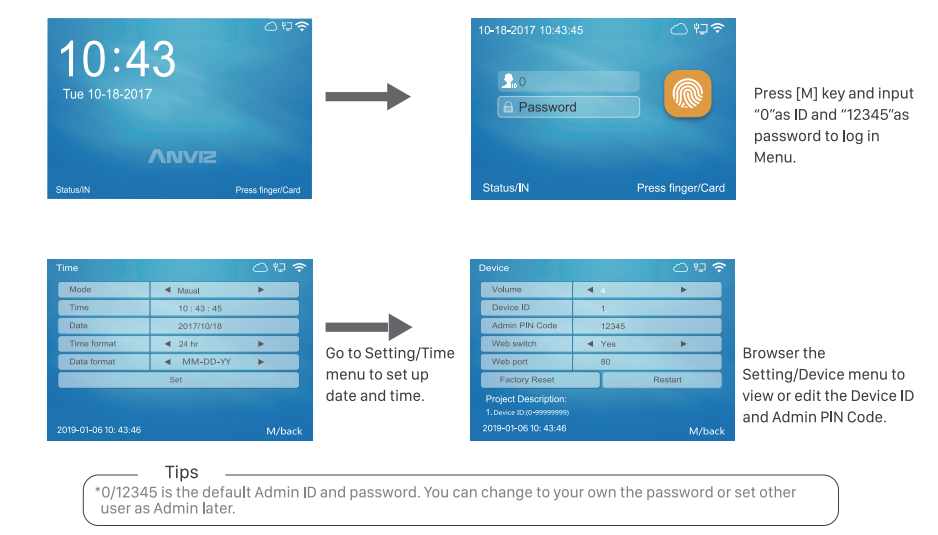 10:43
Tue 10-18-2017
ANVIZ
Status/IN
Press finger/Card
10-18-2017 10:43:45
ID 0
Password
Status/IN
Press finger/Card
Press [M] key and input
“0”as ID and “12345”as
password to log in
Menu.
Time
Mode
Maual
Time
10 : 43 : 45
Date
2017/10/18
Time format
24 hr
Data format
MM-DD-YY
Set
2019-01-06 10: 43:46
M/back
Go to Setting/Time
menu to set up
date and time.
Device
Volume
4
Device ID
1
Admin PIN Code
12345
Web switch
Yes
Web port
80
Factory Reset
Restart
Project Description:
1. Device ID:(0-99999999)
2019-01-06 10: 43:46
M/back
Browser the
Setting/Device menu to
view or edit the Device ID
and Admin PIN Code.
Tips
*0/12345 is the default Admin ID and password. You can change to your own the password or set other
user as Admin later.